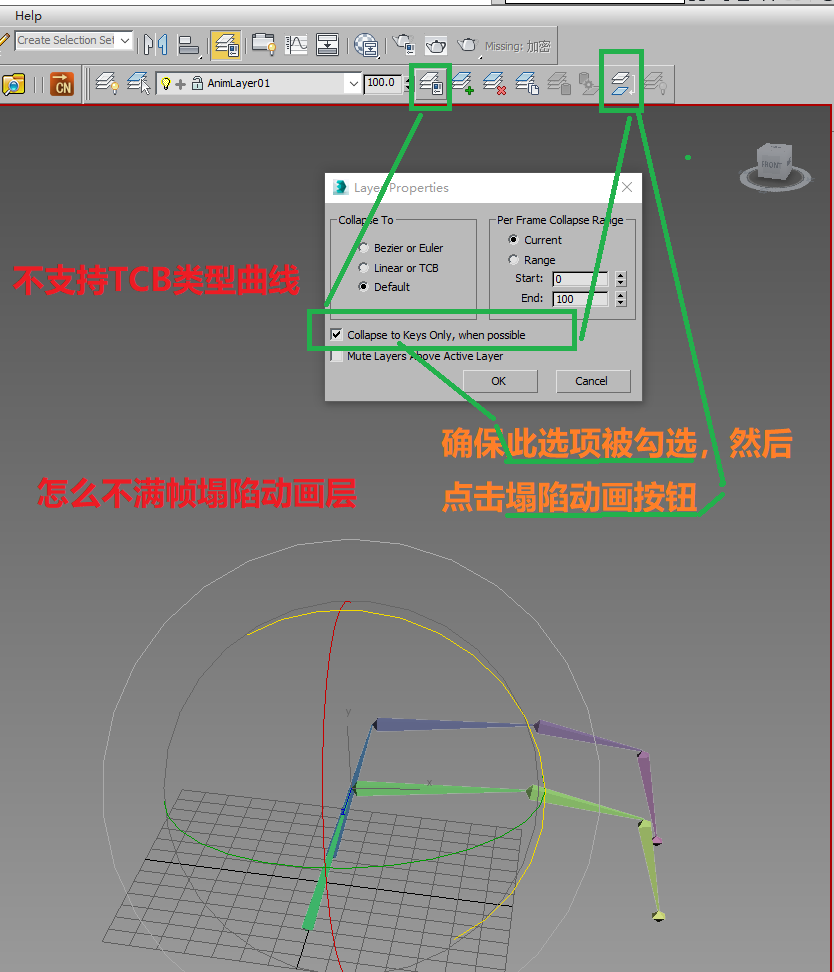 Help
Create Selection Set
Missing: 加密
CN
AnimLayer01
100.0
FRONT
Layer Properties
Collapse To
Bezier or Euler
Linear or TCB
Default
Per Frame Collapse Range
Current
Range
Start: 0
End: 100
不支持TCB类型曲线
Collapse to Keys Only, when possible
Mute Layers Above Active Layer
OK
Cancel
确保此选项被勾选，然后
点击塌陷动画按钮
怎么不满帧塌陷动画层
y
x